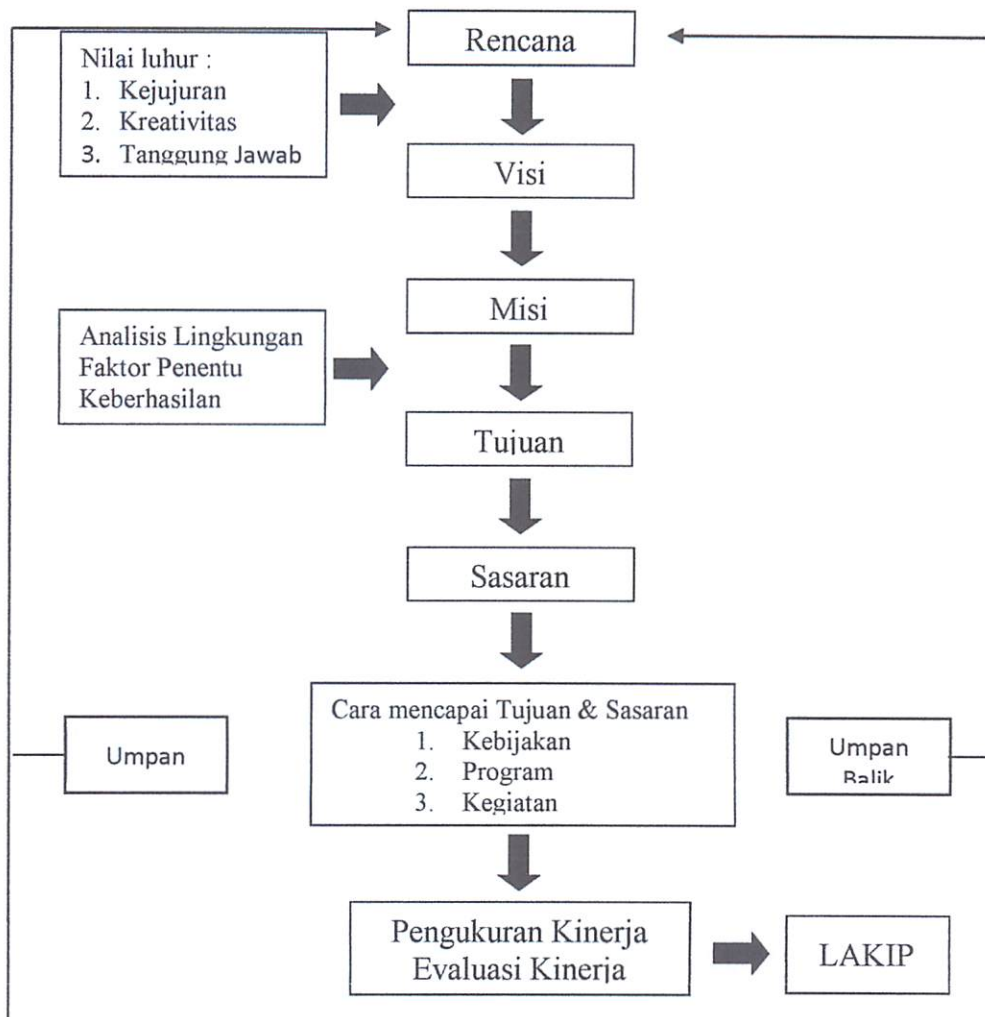 Rencana
Nilai luhur :
1. Kejujuran
2. Kreativitas
3. Tanggung Jawab
Visi
Misi
Analisis Lingkungan
Faktor Penentu
Keberhasilan
Tujuan
Sasaran
Cara mencapai Tujuan & Sasaran
1. Kebijakan
2. Program
3. Kegiatan
Umpan
Umpan
Balik
Pengukuran Kinerja
Evaluasi Kinerja
LAKIP